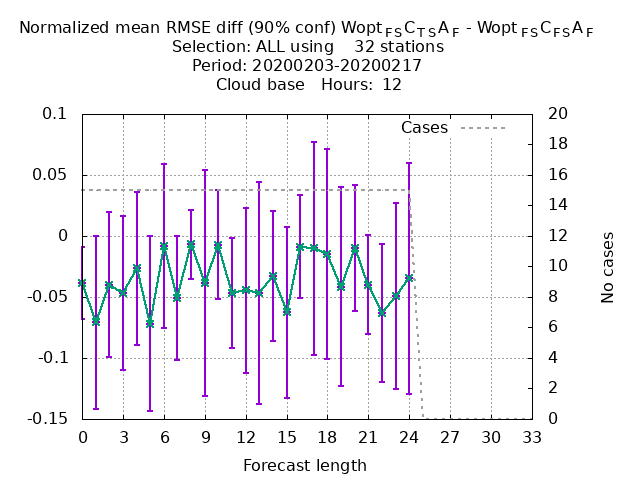 Normalized mean RMSE diff (90% conf) Wopt FS C TS A F - Wopt FS C FS A F
Selection: ALL using 32 stations
Period: 20200203-20200217
Cloud base Hours: 12
Cases
0.1
0.05
0
-0.05
-0.1
-0.15
20
18
16
14
12
10
8
6
4
2
0
No cases
0 3 6 9 12 15 18 21 24 27 30 33
Forecast length